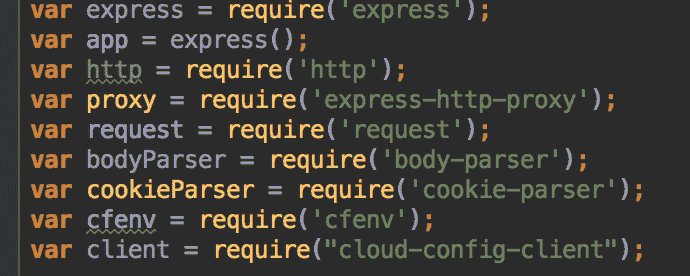 var express = require('express');
var app = express();
var http = require('http');
var proxy = require('express-http-proxy');
var request = require('request');
var bodyParser = require('body-parser');
var cookieParser = require('cookie-parser');
var cfenv = require('cfenv');
var client = require("cloud-config-client");